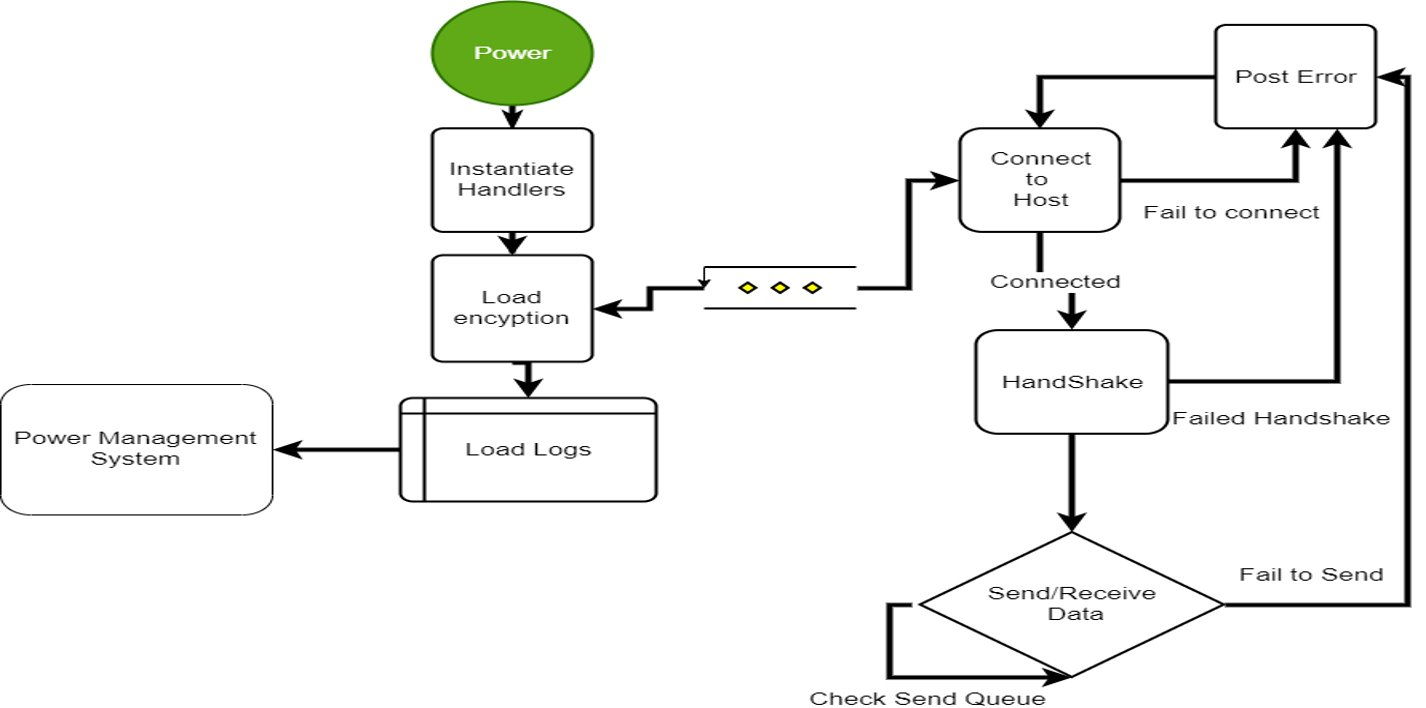 Power
Instantiate
Handlers
Load
encyption
Load Logs
Power Management
System
Post Error
Connect
to
Host
Fail to connect
Connected
HandShake
Failed Handshake
Send/Receive
Data
Fail to Send
Check Send Queue